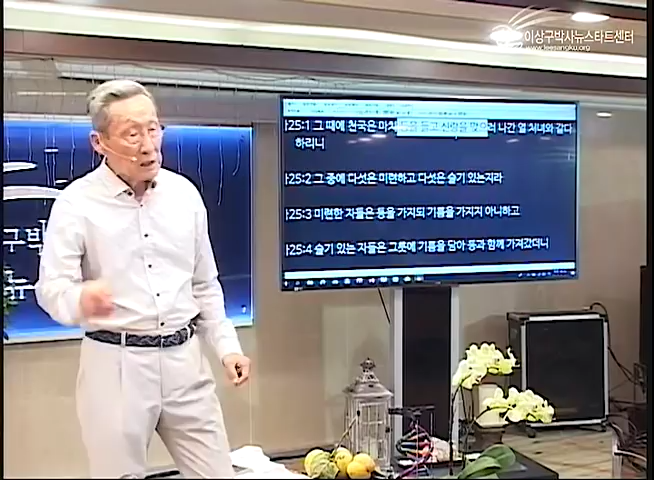 이상구박사뉴스타트센터
www.leesangku.org
25:1 그 때에 천국은 마치 등을 들고 신랑을 맞으러 나간 열 처녀와 같다
하리니
25:2 그 중에 다섯은 미련하고 다섯은 슬기 있는지라
25:3 미련한 자들은 등을 가지되 기름을 가지지 아니하고
25:4 슬기 있는 자들은 그릇에 기름을 담아 등과 함께 가져갔더니
구박